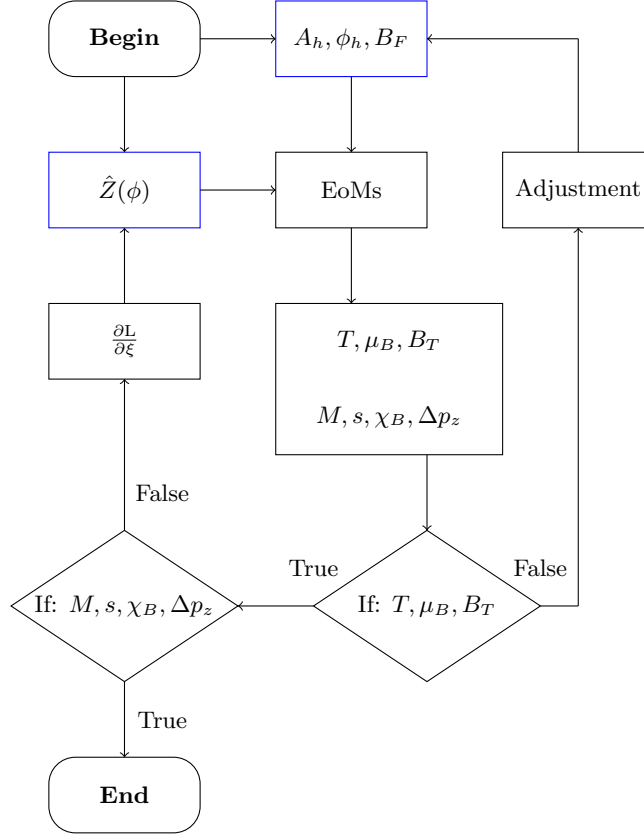 Begin
$A_h, \phi_h, B_F$
$\hat{Z}(\phi)$
EoMs
Adjustment
$\frac{\partial \mathrm{L}}{\partial \xi}$
$T, \mu_B, B_T$
$M, s, \chi_B, \Delta p_z$
False
True
False
If: $M, s, \chi_B, \Delta p_z$
If: $T, \mu_B, B_T$
True
End